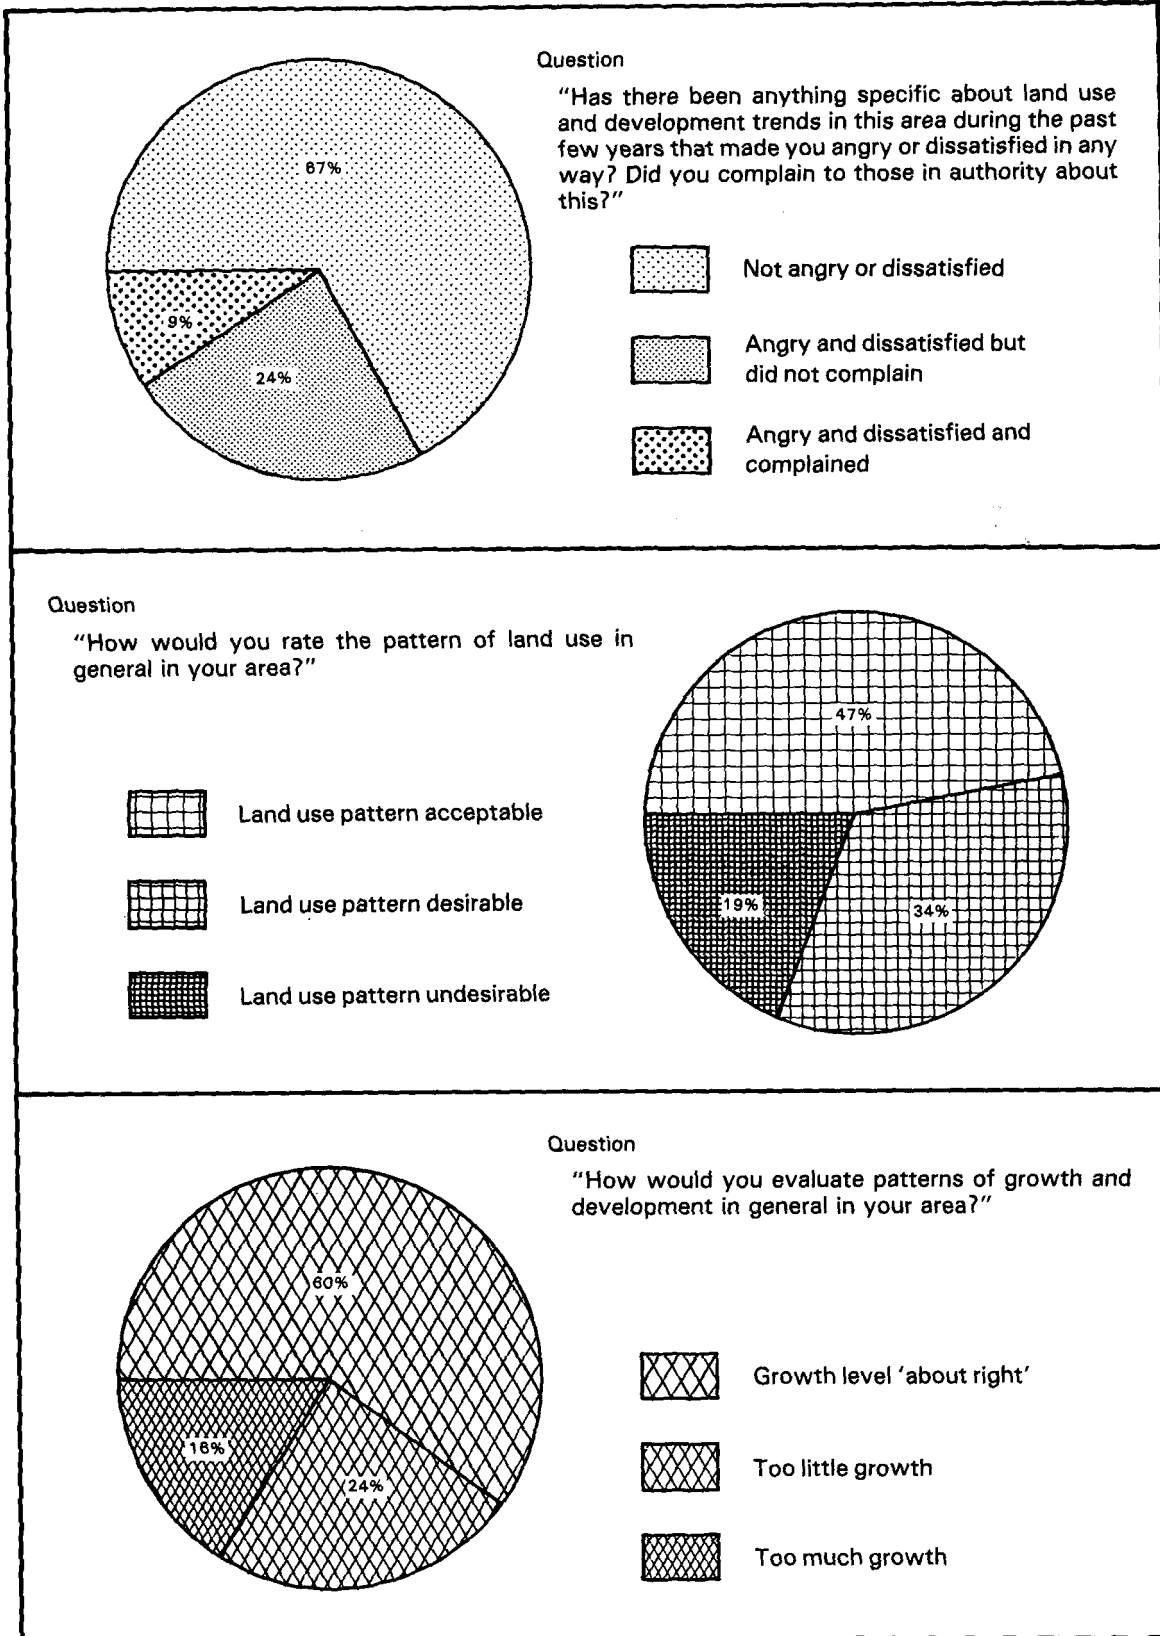 Question
"Has there been anything specific about land use
and development trends in this area during the past
few years that made you angry or dissatisfied in any
way? Did you complain to those in authority about
this?"
67%
9%
24%
Not angry or dissatisfied
Angry and dissatisfied but
did not complain
Angry and dissatisfied and
complained
Question
"How would you rate the pattern of land use in
general in your area?"
47%
19%
34%
Land use pattern acceptable
Land use pattern desirable
Land use pattern undesirable
Question
"How would you evaluate patterns of growth and
development in general in your area?"
60%
16%
24%
Growth level 'about right'
Too little growth
Too much growth